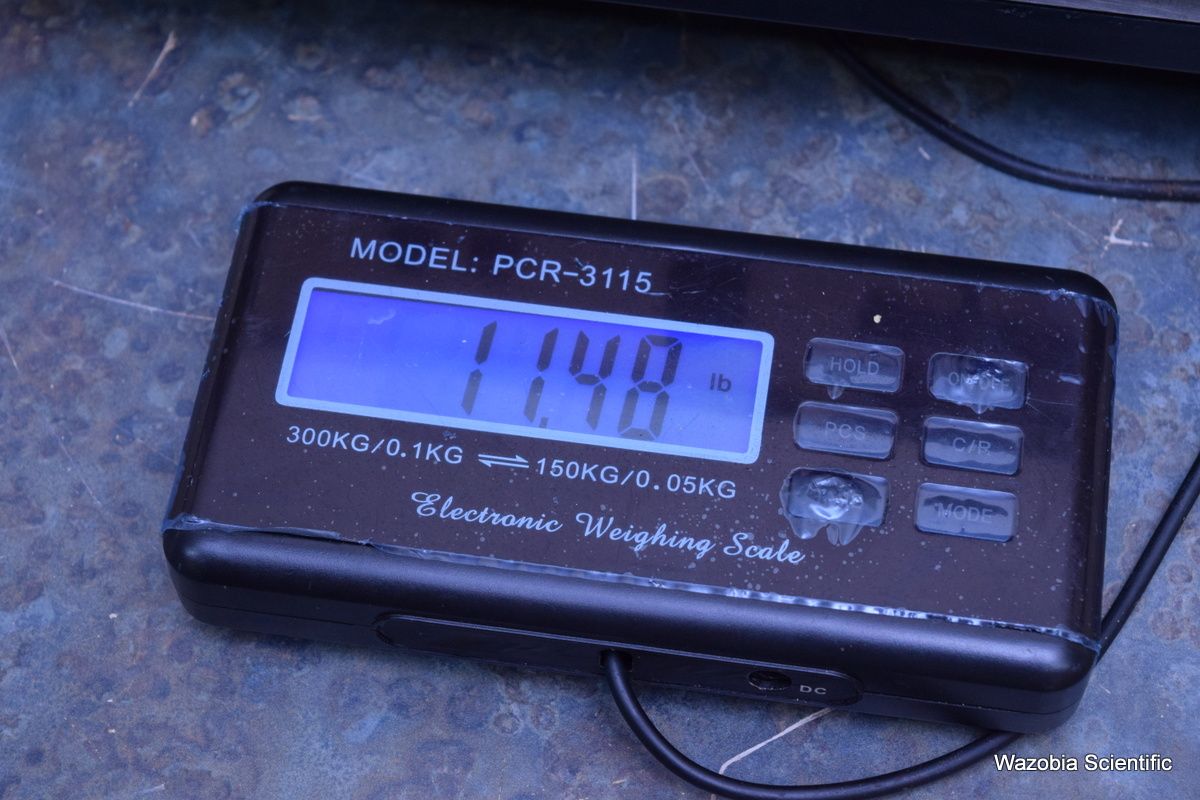 MODEL: PCR-3115
11.48 lb
300KG/0.1KG ⇌ 150KG/0.05KG
Electronic Weighing Scale
HOLD
ON/OFF
PCS
C/R
MODE
DC
Wazobia Scientific